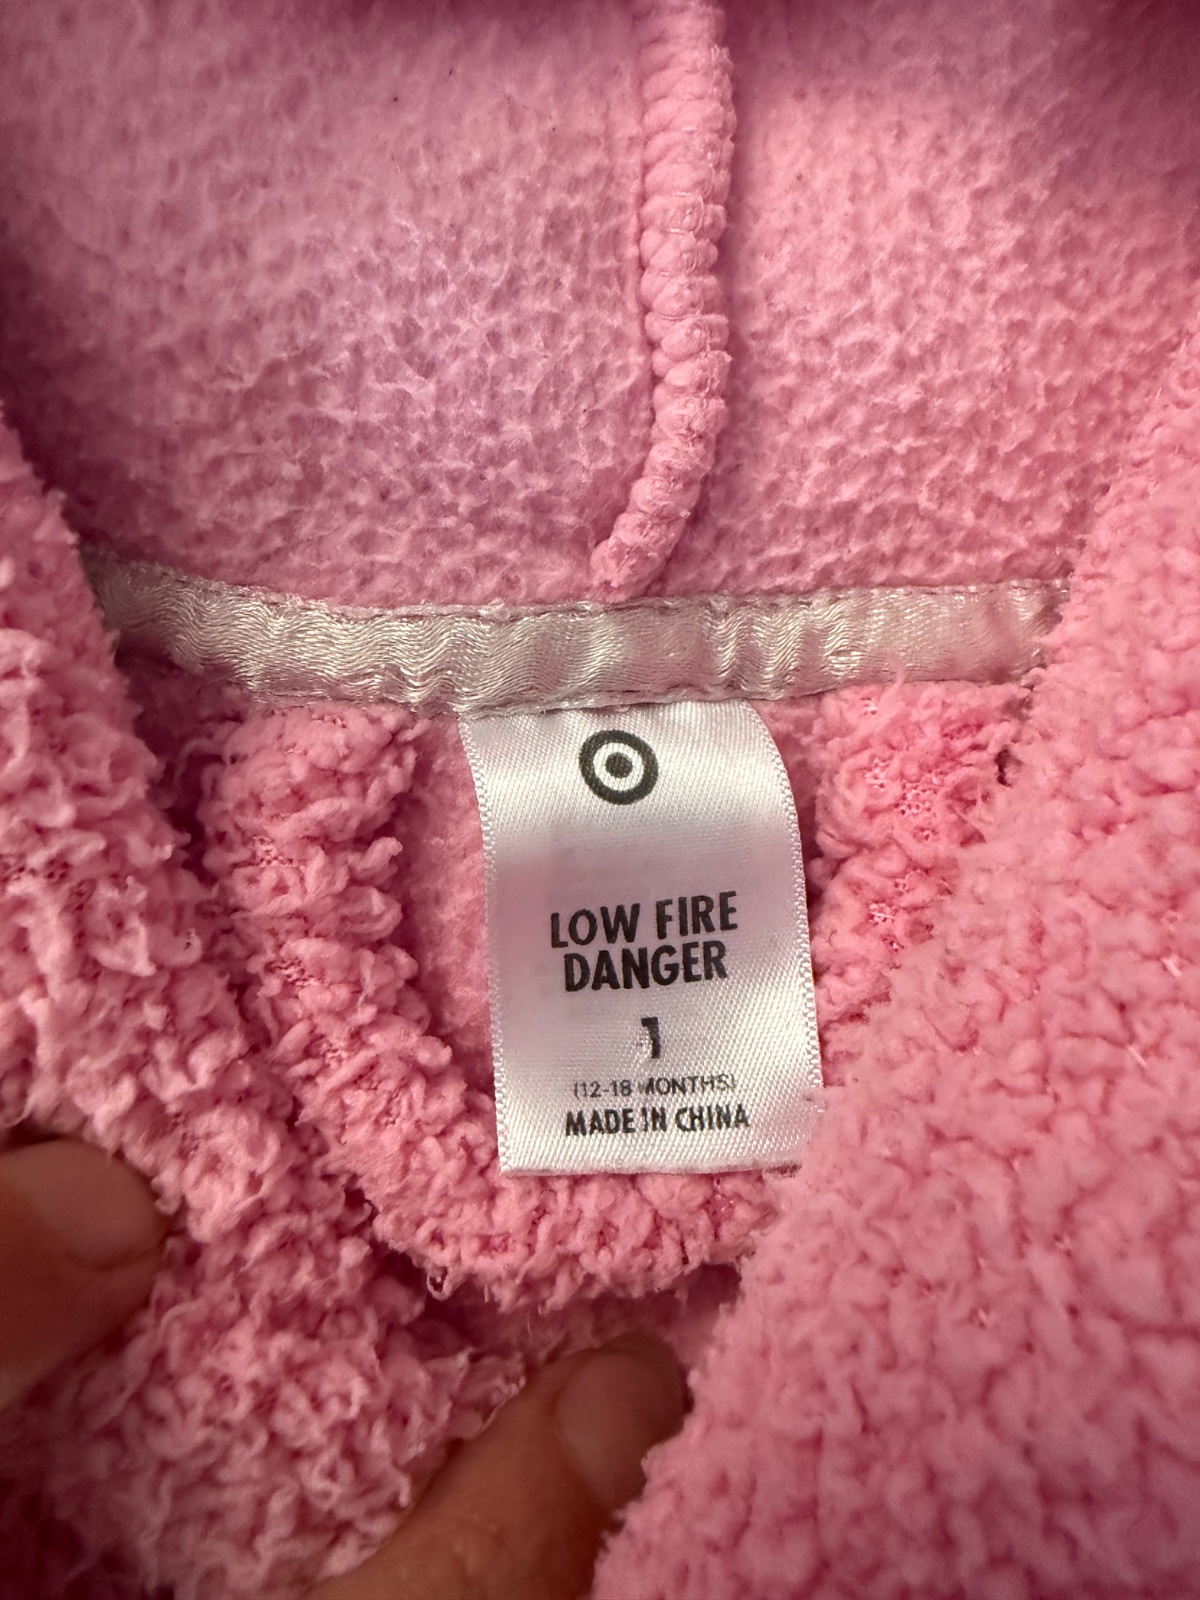 LOW FIRE
DANGER
1
(12-18 MONTHS)
MADE IN CHINA